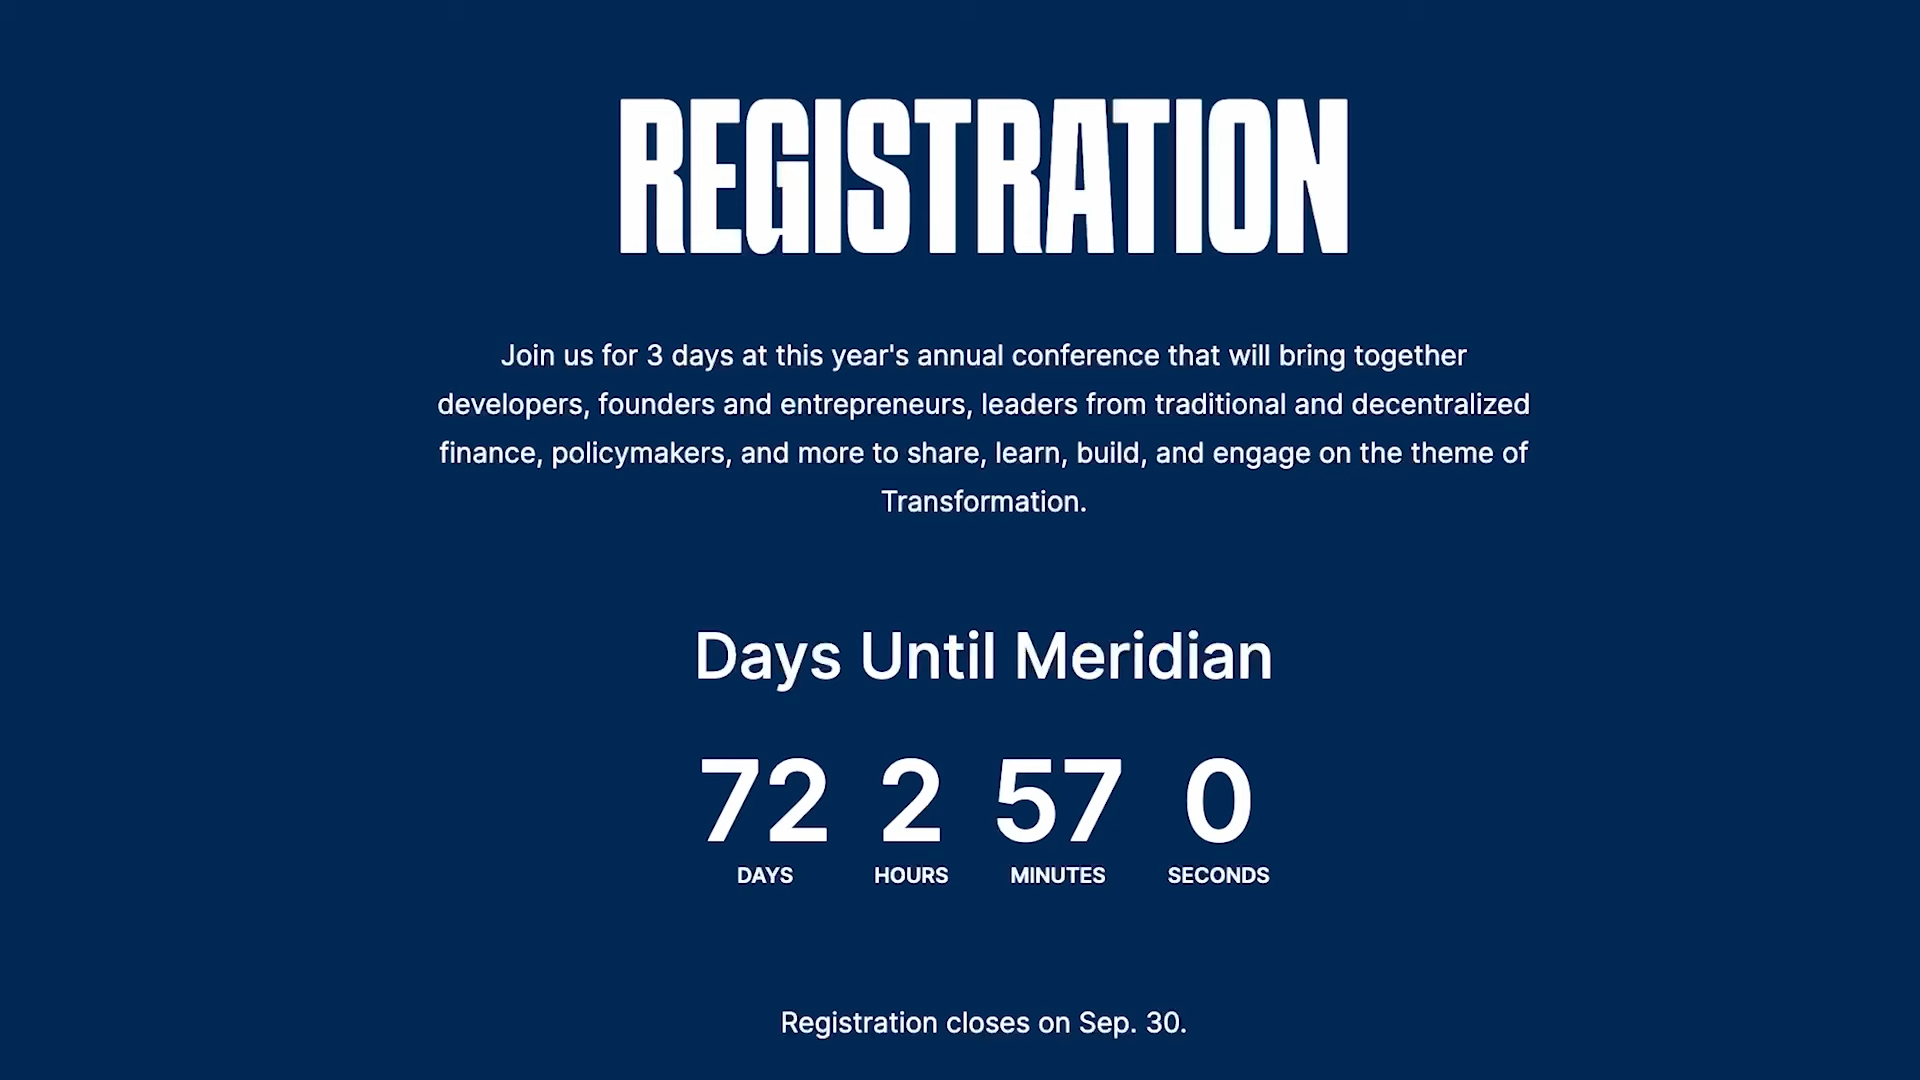 REGISTRATION
Join us for 3 days at this year's annual conference that will bring together
developers, founders and entrepreneurs, leaders from traditional and decentralized
finance, policymakers, and more to share, learn, build, and engage on the theme of
Transformation.
Days Until Meridian
72 2 57 0
DAYS HOURS MINUTES SECONDS
Registration closes on Sep. 30.